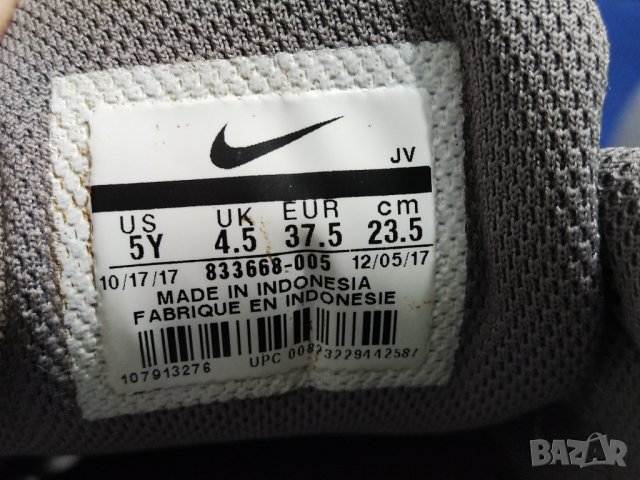 JV
US UK EUR cm
5Y 4.5 37.5 23.5
10/17/17 833668-005 12/05/17
MADE IN INDONESIA
FABRIQUE EN INDONESIE
107913276 UPC
BAZAR